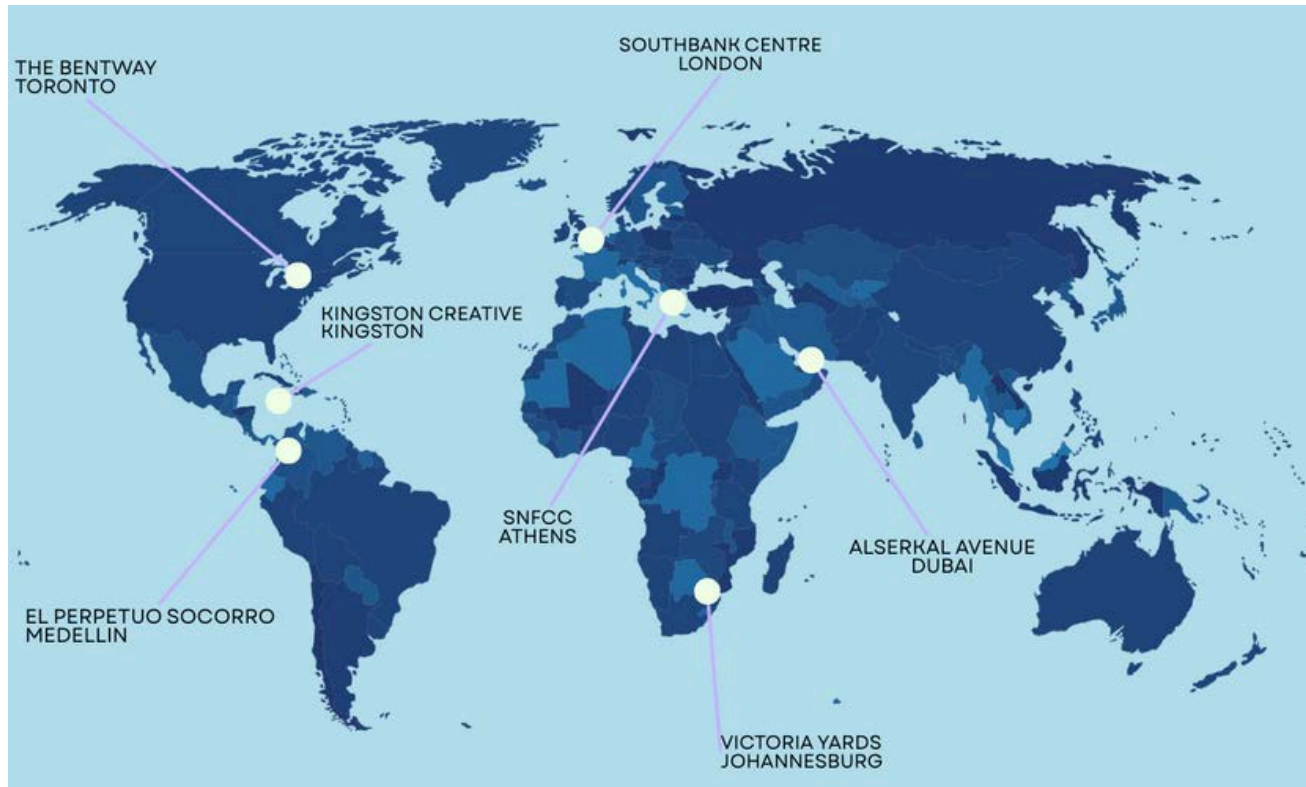 SOUTHBANK CENTRE
LONDON
THE BENTWAY
TORONTO
KINGSTON CREATIVE
KINGSTON
SNFCC
ATHENS
ALSERKAL AVENUE
DUBAI
EL PERPETUO SOCORRO
MEDELLIN
VICTORIA YARDS
JOHANNESBURG